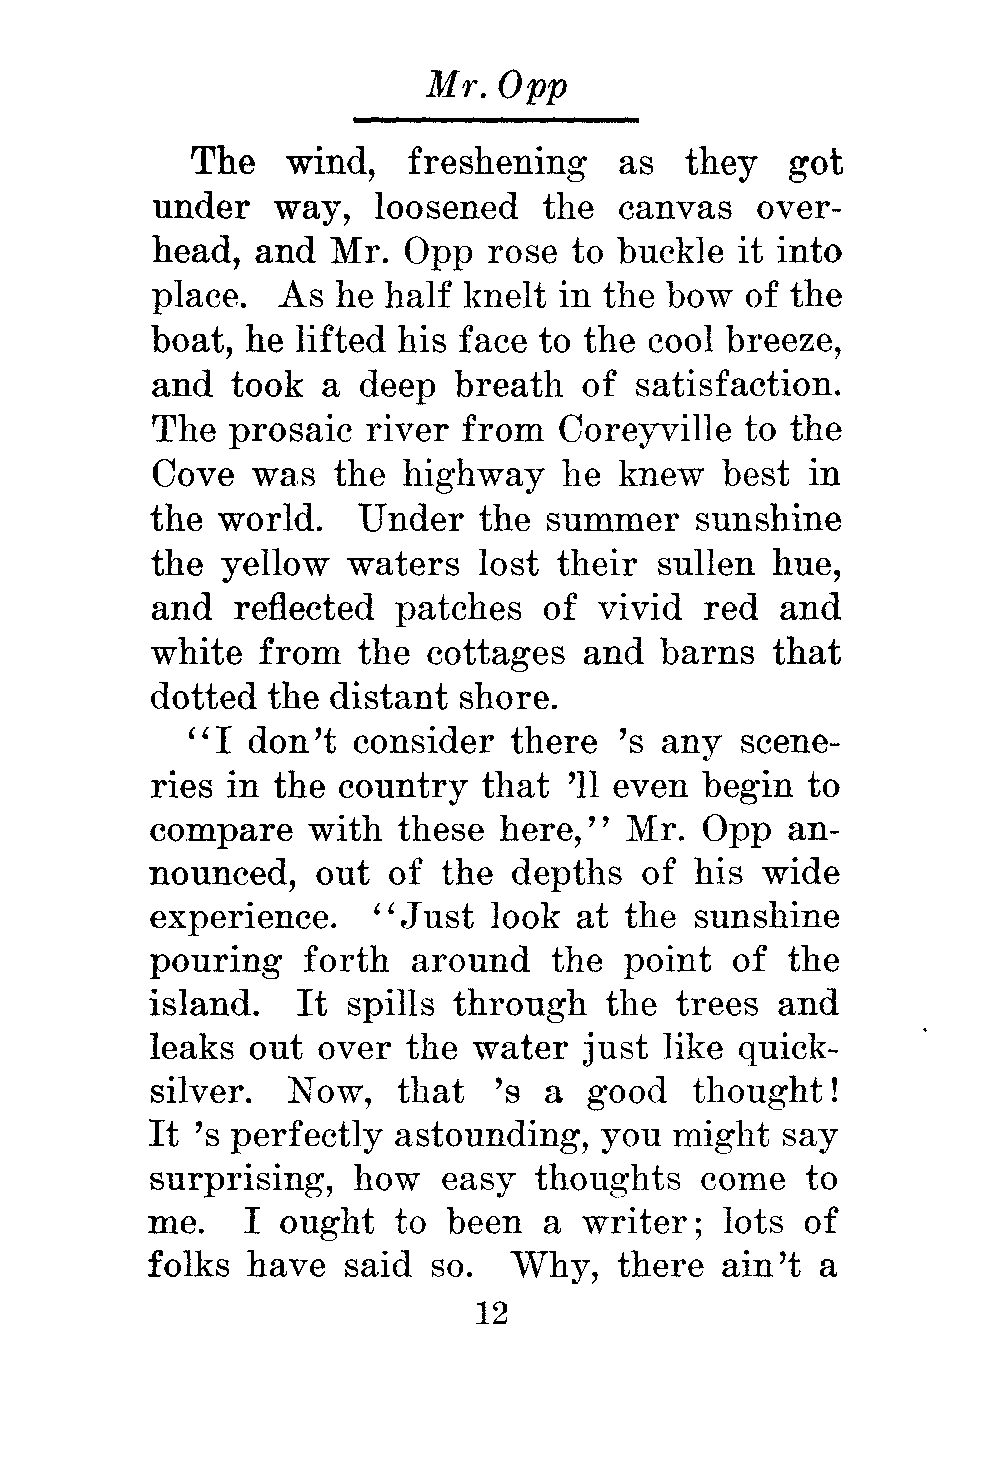 Mr. Opp
The wind, freshening as they got
under way, loosened the canvas over-
head, and Mr. Opp rose to buckle it into
place. As he half knelt in the bow of the
boat, he lifted his face to the cool breeze,
and took a deep breath of satisfaction.
The prosaic river from Coreyville to the
Cove was the highway he knew best in
the world. Under the summer sunshine
the yellow waters lost their sullen hue,
and reflected patches of vivid red and
white from the cottages and barns that
dotted the distant shore.
"I don't consider there 's any scene-
ries in the country that 'll even begin to
compare with these here," Mr. Opp an-
nounced, out of the depths of his wide
experience. "Just look at the sunshine
pouring forth around the point of the
island. It spills through the trees and
leaks out over the water just like quick-
silver. Now, that 's a good thought!
It 's perfectly astounding, you might say
surprising, how easy thoughts come to
me. I ought to been a writer; lots of
folks have said so. Why, there ain't a
12